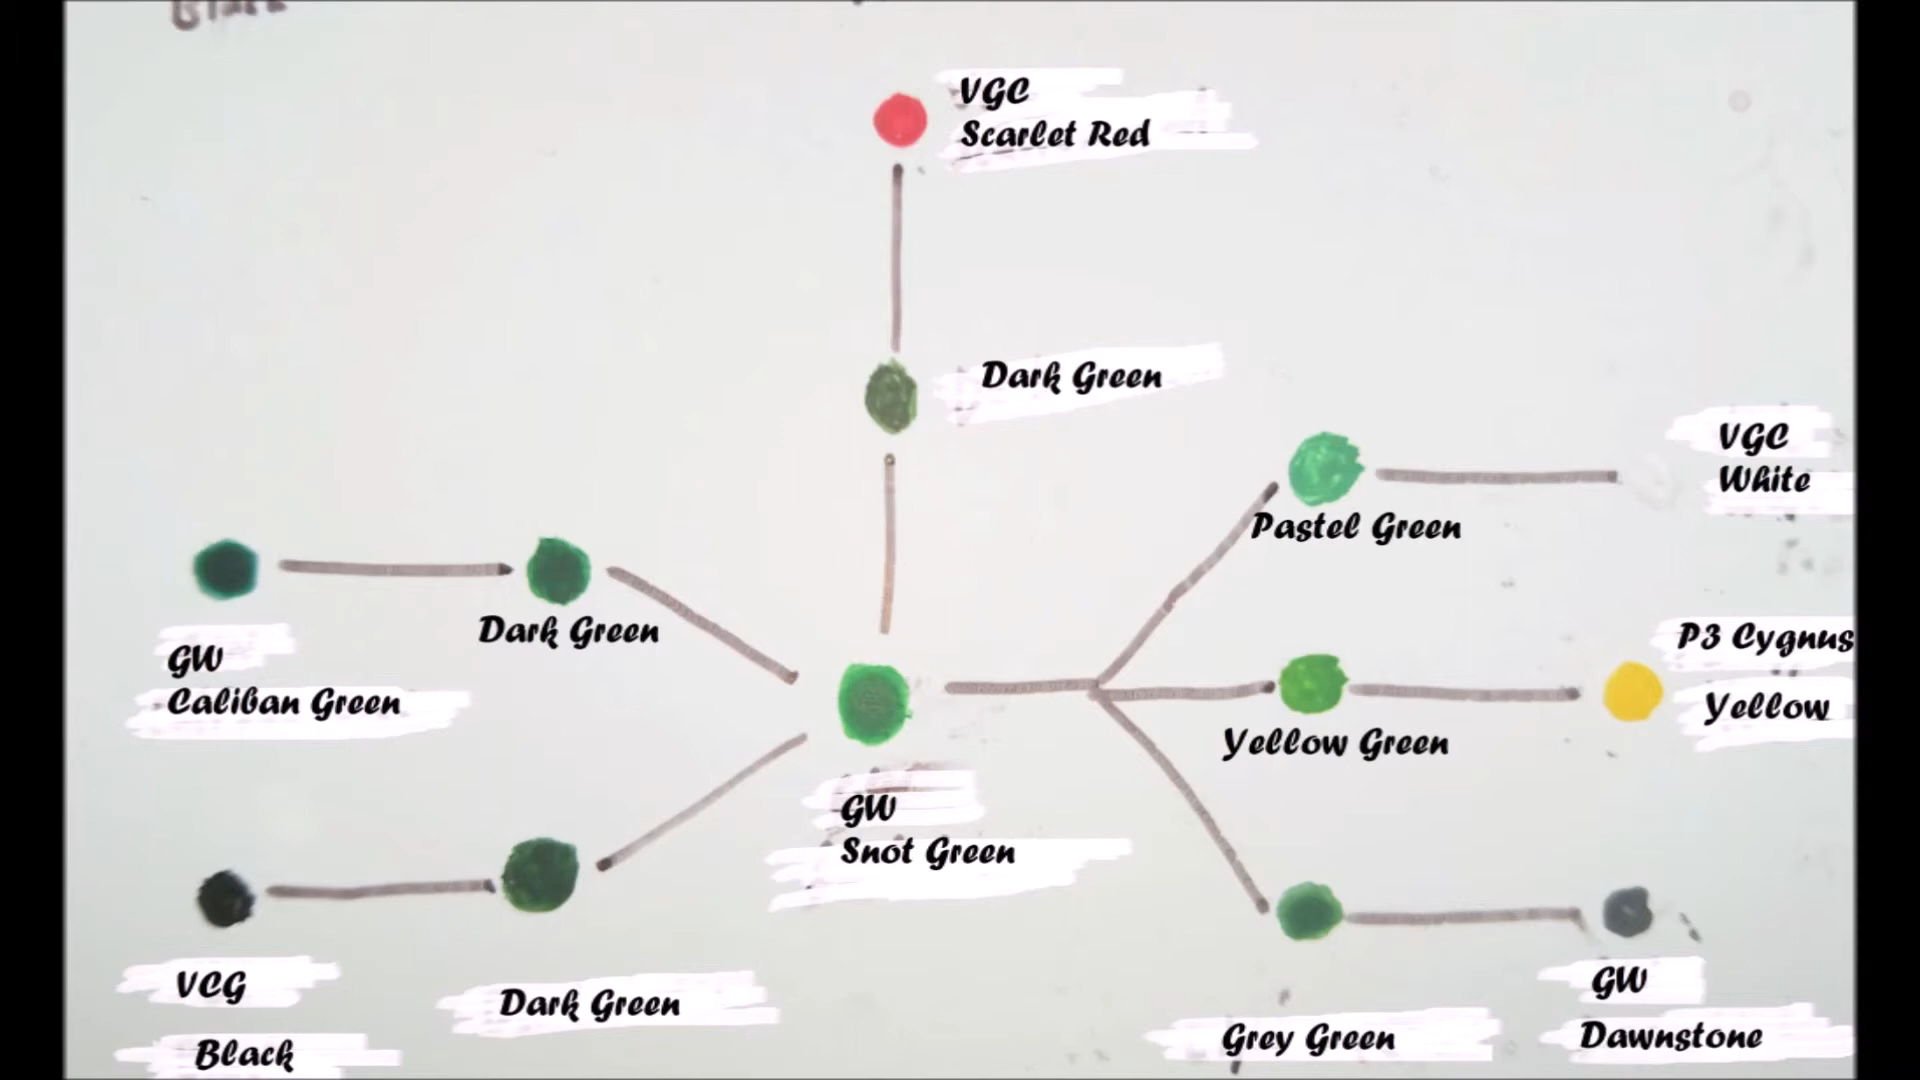 Black
VGC
Scarlet Red
Dark Green
VGC
White
Pastel Green
Dark Green
P3 Cygnus
Yellow
GW
Caliban Green
Yellow Green
GW
Snot Green
VCG
Black
Dark Green
GW
Dawnstone
Grey Green